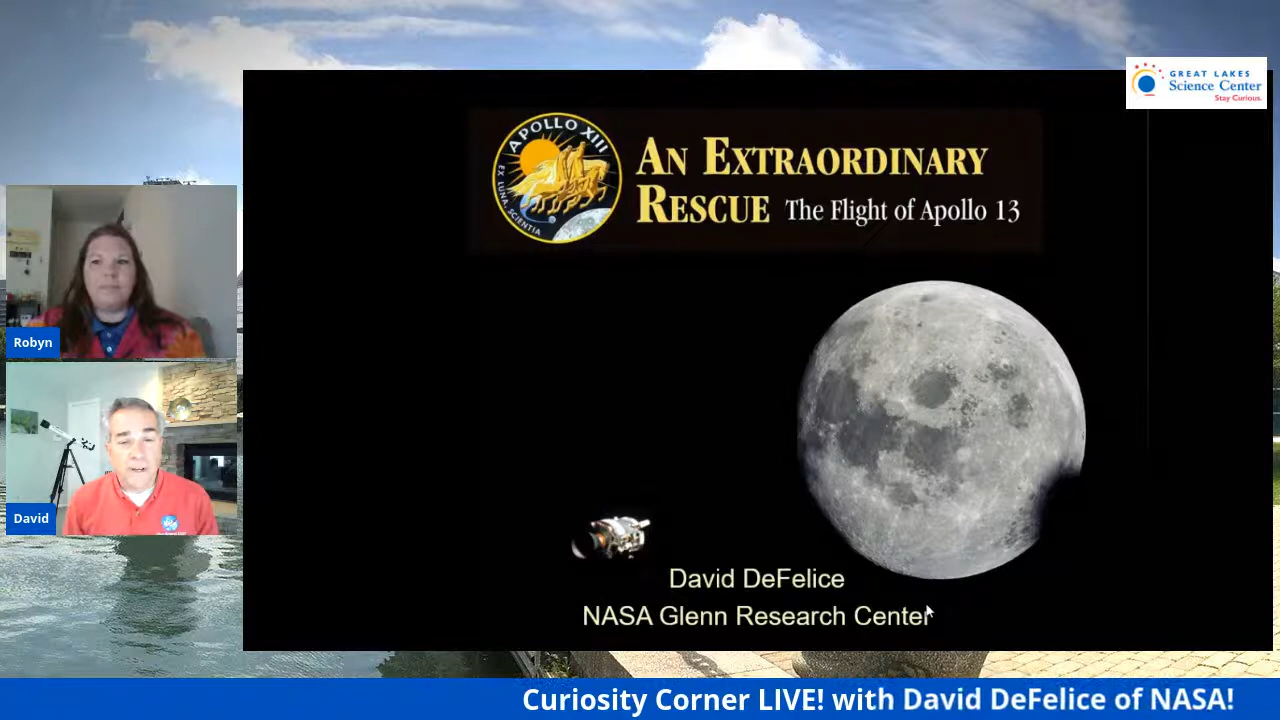 GREAT LAKES
Science Center
Stay Curious.
APOLLO XIII
EX LUNA, SCIENTIA
AN EXTRAORDINARY
RESCUE The Flight of Apollo 13
Robyn
David
David DeFelice
NASA Glenn Research Center
Curiosity Corner LIVE! with David DeFelice of NASA!